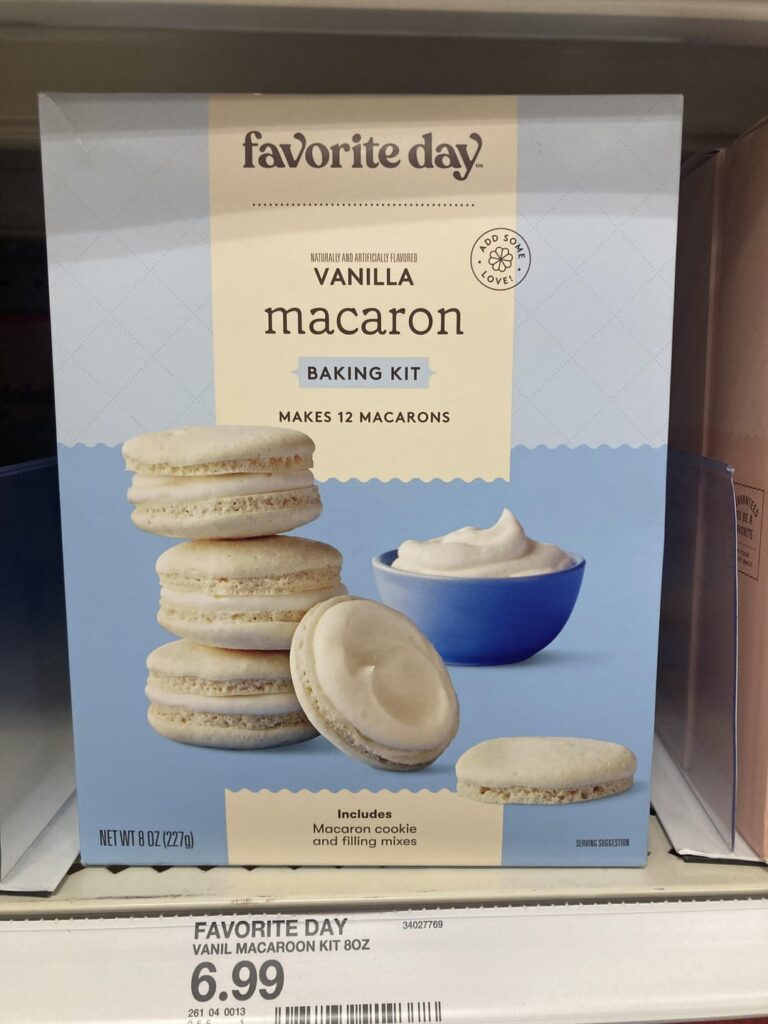 favorite day™
NATURALLY AND ARTIFICIALLY FLAVORED
VANILLA
ADD SOME
LOVE!
macaron
BAKING KIT
MAKES 12 MACARONS
Includes
Macaron cookie
and filling mixes
NET WT 8 OZ (227g)
SERVING SUGGESTION
FAVORITE DAY
34027769
VANIL MACAROON KIT 8OZ
6.99
261 04 0013